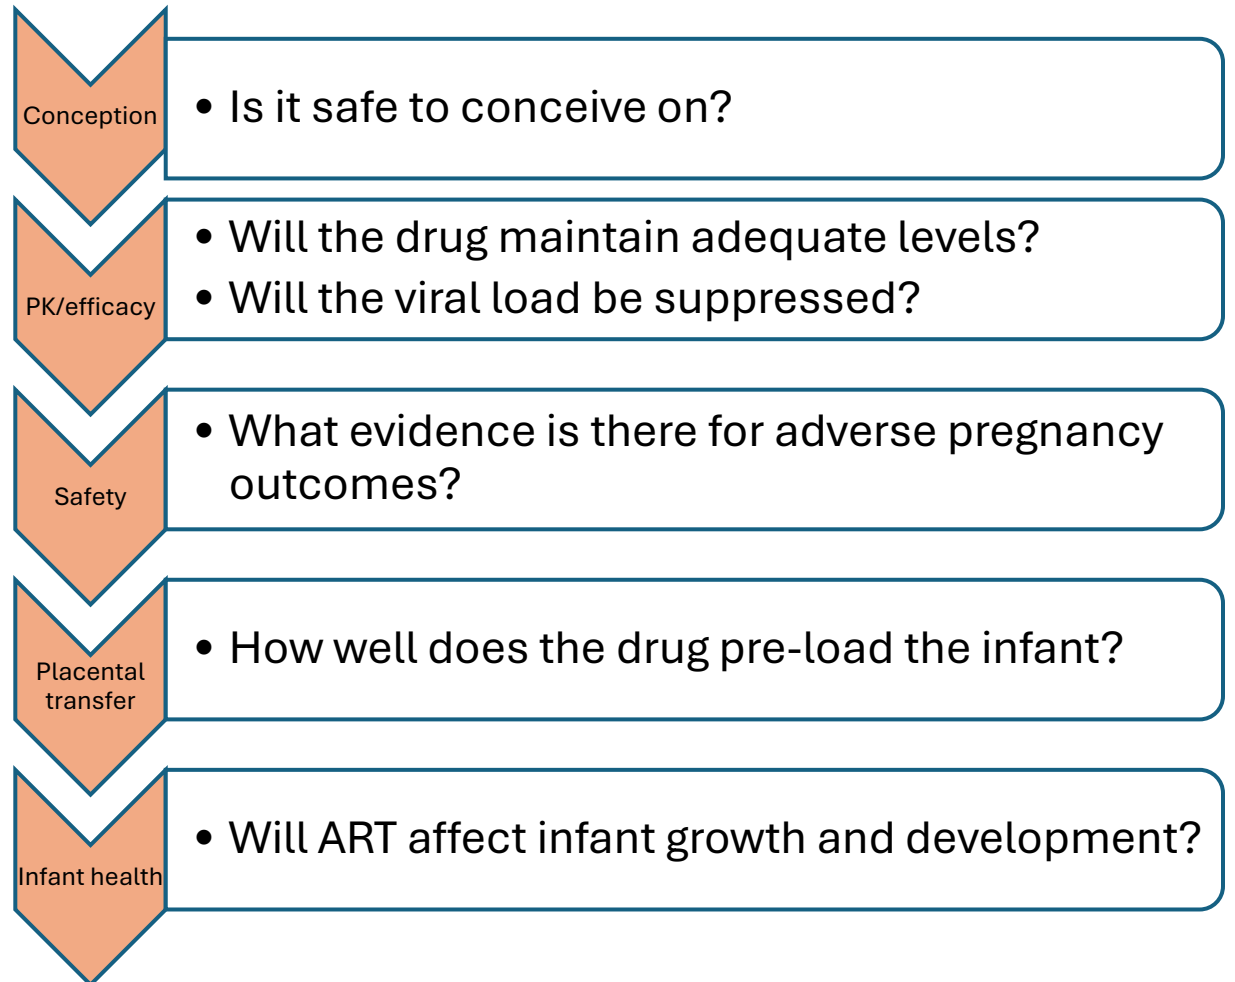 Conception
• Is it safe to conceive on?
PK/efficacy
• Will the drug maintain adequate levels?
• Will the viral load be suppressed?
Safety
• What evidence is there for adverse pregnancy
outcomes?
Placental
transfer
• How well does the drug pre-load the infant?
Infant health
• Will ART affect infant growth and development?